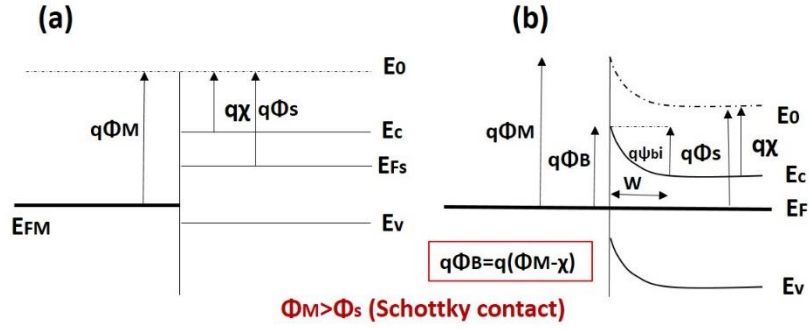 (a)
E0
qΦM
qχ
qΦs
Ec
EFs
EFM
Ev
(b)
E0
qΦM
qΦB
qψbi
qΦs
qχ
Ec
W
EF
qΦB=q(ΦM-χ)
Ev
ΦM>Φs (Schottky contact)